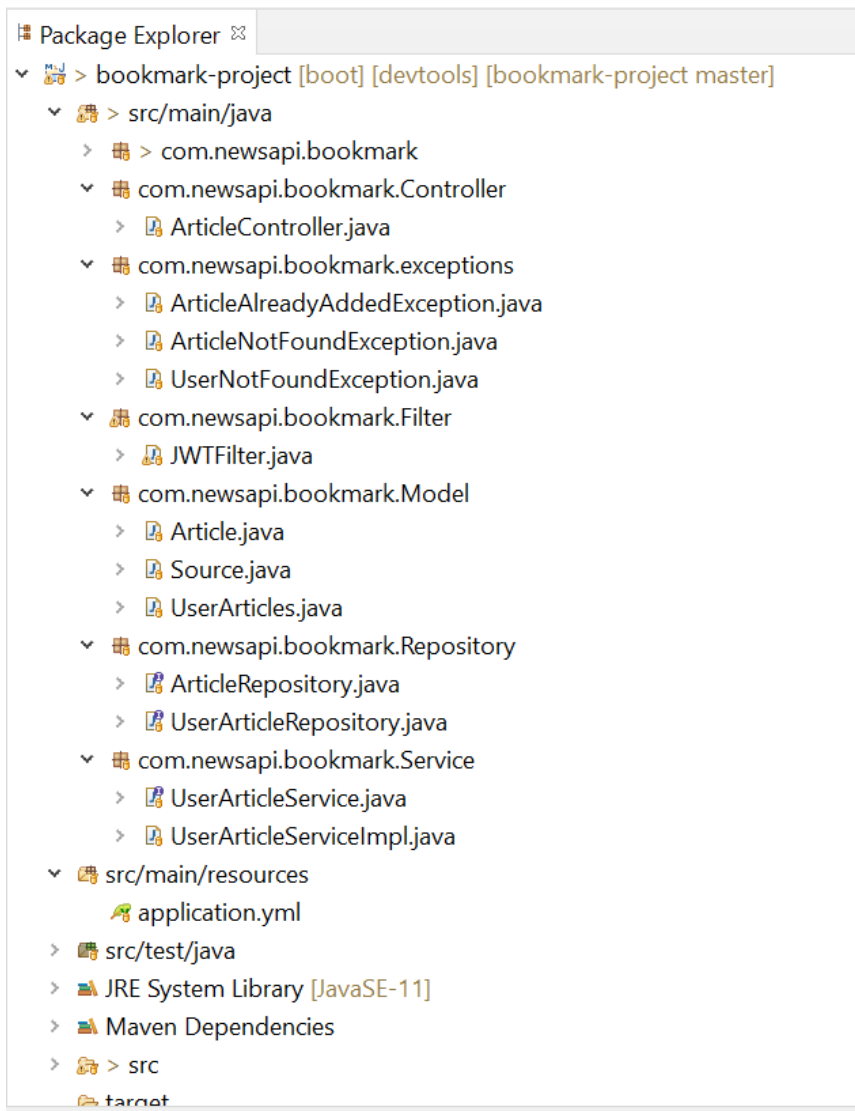 Package Explorer
> bookmark-project [boot] [devtools] [bookmark-project master]
> src/main/java
> com.newsapi.bookmark
com.newsapi.bookmark.Controller
ArticleController.java
com.newsapi.bookmark.exceptions
ArticleAlreadyAddedException.java
ArticleNotFoundException.java
UserNotFoundException.java
com.newsapi.bookmark.Filter
JWTFilter.java
com.newsapi.bookmark.Model
Article.java
Source.java
UserArticles.java
com.newsapi.bookmark.Repository
ArticleRepository.java
UserArticleRepository.java
com.newsapi.bookmark.Service
UserArticleService.java
UserArticleServiceImpl.java
src/main/resources
application.yml
src/test/java
JRE System Library [JavaSE-11]
Maven Dependencies
> src
target